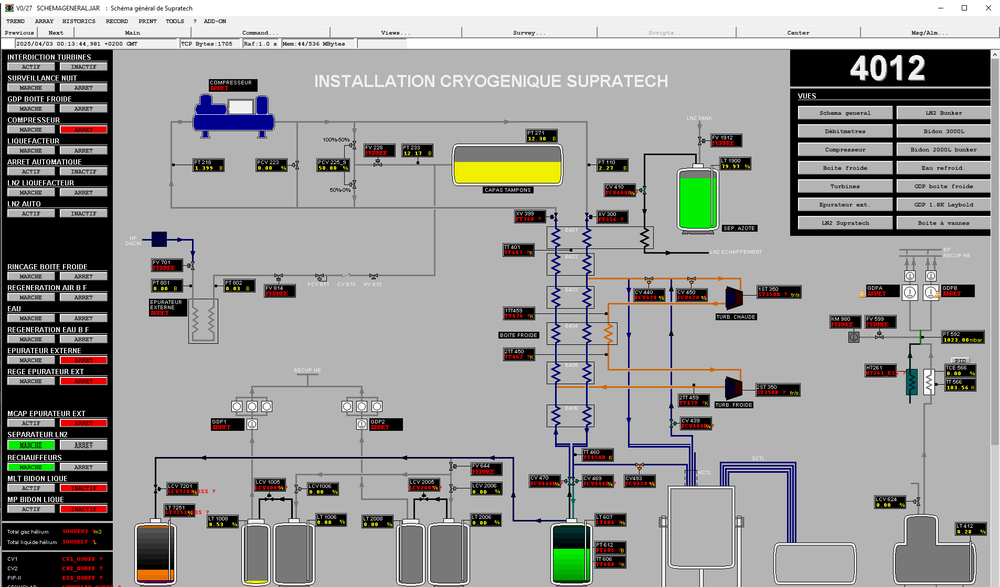 V0/27 SCHEMAGENERAL.JAR : Schéma général de Supratech
TREND ARRAY HISTORICS RECORD PRINT TOOLS ? ADD-ON
Previous Next Main Command... Views... Survey... Scripts... Center Msg/Alm...
2025/04/03 00:13:44,981 +0200 GMT TCP Bytes:1705 Raf:1.0 s Mem:44/536 MBytes
INTERDICTION TURBINES
ACTIF INACTIF
SURVEILLANCE NUIT
MARCHE ARRET
GDP BOITE FROIDE
MARCHE ARRET
COMPRESSEUR
MARCHE ARRET
LIQUEFACTEUR
MARCHE ARRET
ARRET AUTOMATIQUE
ACTIF INACTIF
LN2 LIQUEFACTEUR
MARCHE ARRET
LN2 AUTO
ACTIF INACTIF
RINCAGE BOITE FROIDE
MARCHE ARRET
REGENERATION AIR B F
MARCHE ARRET
EAU
MARCHE ARRET
REGENERATION EAU B F
MARCHE ARRET
EPURATEUR EXTERNE
MARCHE ARRET
REGE EPURATEUR EXT
MARCHE ARRET
MCAP EPURATEUR EXT
ACTIF ARRET
SEPARATEUR LN2
MARCHE ARRET
RECHAUFFEURS
MARCHE ARRET
MLT BIDON LIQUE
ACTIF INACTIF
MP BIDON LIQUE
ACTIF INACTIF
Total gaz hélium SOMMEM3 ? m3
Total liquide hélium SOMMELT ? L
CV1 CV1_ONOFF ?
CV2 CV2_ONOFF ?
PIP-II ESS_ONOFF ?
INSTALLATION CRYOGENIQUE SUPRATECH
4012
VUES
Schema general LN2 Bunker
Débitmetres Bidon 3000L
Compresseur Bidon 2000L bunker
Boite froide Eau refroid.
Turbines GDP boite froide
Epurateur ext. GDP 1.8K Leybold
LN2 Supratech Boite à vannes
COMPRESSEUR
ARRET
100%-50%
50%-0%
PT 218
1.399 B
PCV 223
0.00 %
PCV 225_9
50.00 %
FV 228
FERMEE
PT 233
12.17 B
PT 271
12.30 B
CAPAS TAMPONS
PT 110
2.27 B
LN2 TANK
FV 1912
FERMEE
LT 1900
79.97 %
CV 410
FCV444D % ?
SEP. AZOTE
XV 399
FY360 ?
XV 300
FY356 ?
E401
TT 401
TT487 ? K
LN2 ECHAPPEMENT
E402
HP
DACM
FV 701
FERMEE
PT 801
0.00 B
PT 802
0.03 B
EPURATEUR
EXTERNE
ARRET
FV 814
FERMEE
PCV 811
CV 810
HV 810
E403
CV 440
FCV428 %
CV 450
FCV428 %
1ST 350
ST350A ? tr/s
TURB. CHAUDE
1TT459
TT476 ? K
E404
BOITE FROIDE
2TT 450
TT462 ? K
E405
2ST 350
ST350B ? tr/s
2TT 459
TT479 ? K
TURB. FROIDE
E406
CV 439
FCV444D % ?
BP
RECUP HE
GDPA
ARRET
GDPB
ARRET
KM 980
FERMEE
FV 599
FERMEE
PT 592
1023.00 mbar
PID
H7261
H7261_ESS ?
TCE 566
0.00 %
TT 566
103.56 K
RECUP HE
GDP1
ARRET
GDP2
ARRET
TT 460
TT450D K
SCTL
MCTL
FV 644
FERMEE
LCV 7201
LCV7201 % ESS ?
LCV 1005
LCV100 % ?
LCV1006
0.00 %
LCV 2005
LCV200 % ?
LCV 2006
0.00 %
CV 470
FCV444D % ?
CV 469
FCV444D % ?
CV493
FCV428 %
LT 7251
LT7251 % ESS ?
LT 1008
0.53 %
LT 1006
0.00 %
LT 2008
0.00 %
LT 2006
0.00 %
LT 607
LT606 ? %
PT 612
PT605 ? B
TT 606
TT608 ? K
LCV 624
0.00 %
LT 412
0.28 %